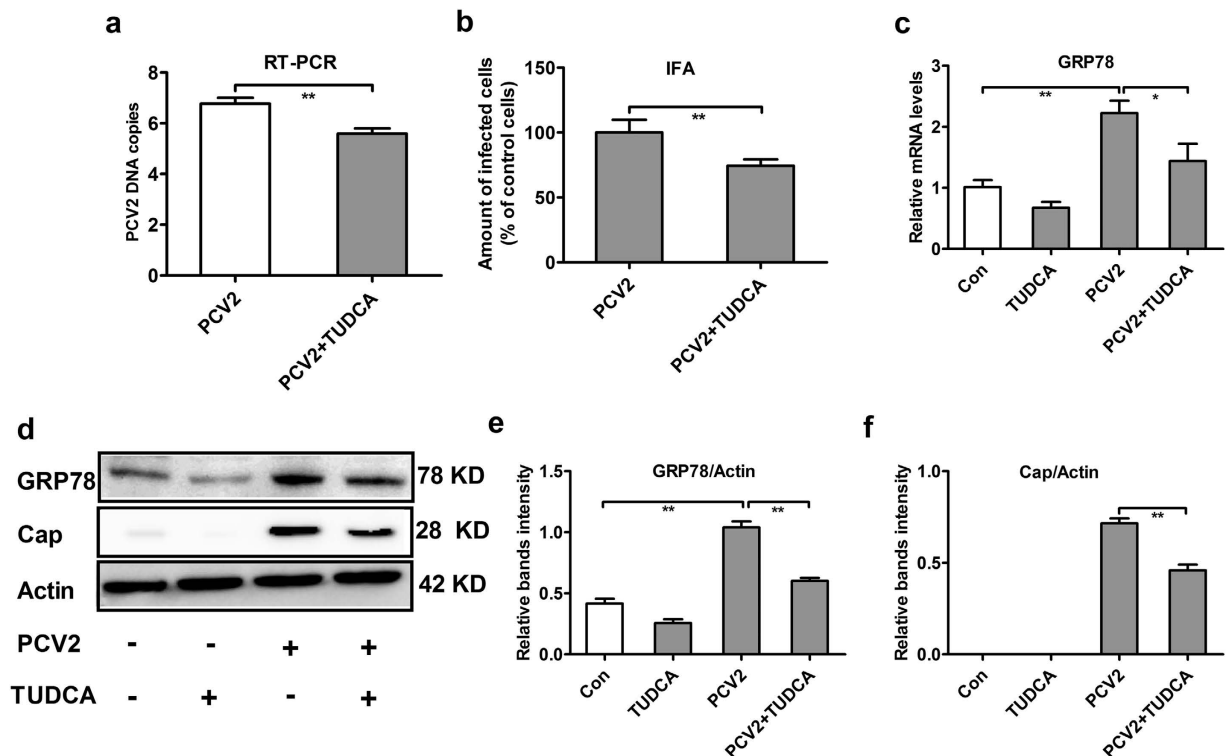 a
RT-PCR
PCV2 DNA copies
8
6
4
2
0
**
PCV2
PCV2+TUDCA
b
IFA
Amount of infected cells
(% of control cells)
150
100
50
0
**
PCV2
PCV2+TUDCA
c
GRP78
Relative mRNA levels
3
2
1
0
**
*
Con
TUDCA
PCV2
PCV2+TUDCA
d
GRP78
78 KD
Cap
28 KD
Actin
42 KD
PCV2 - - + +
TUDCA - + - +
e
GRP78/Actin
Relative bands intensity
1.5
1.0
0.5
0.0
**
**
Con
TUDCA
PCV2
PCV2+TUDCA
f
Cap/Actin
Relative bands intensity
1.0
0.5
0.0
**
Con
TUDCA
PCV2
PCV2+TUDCA